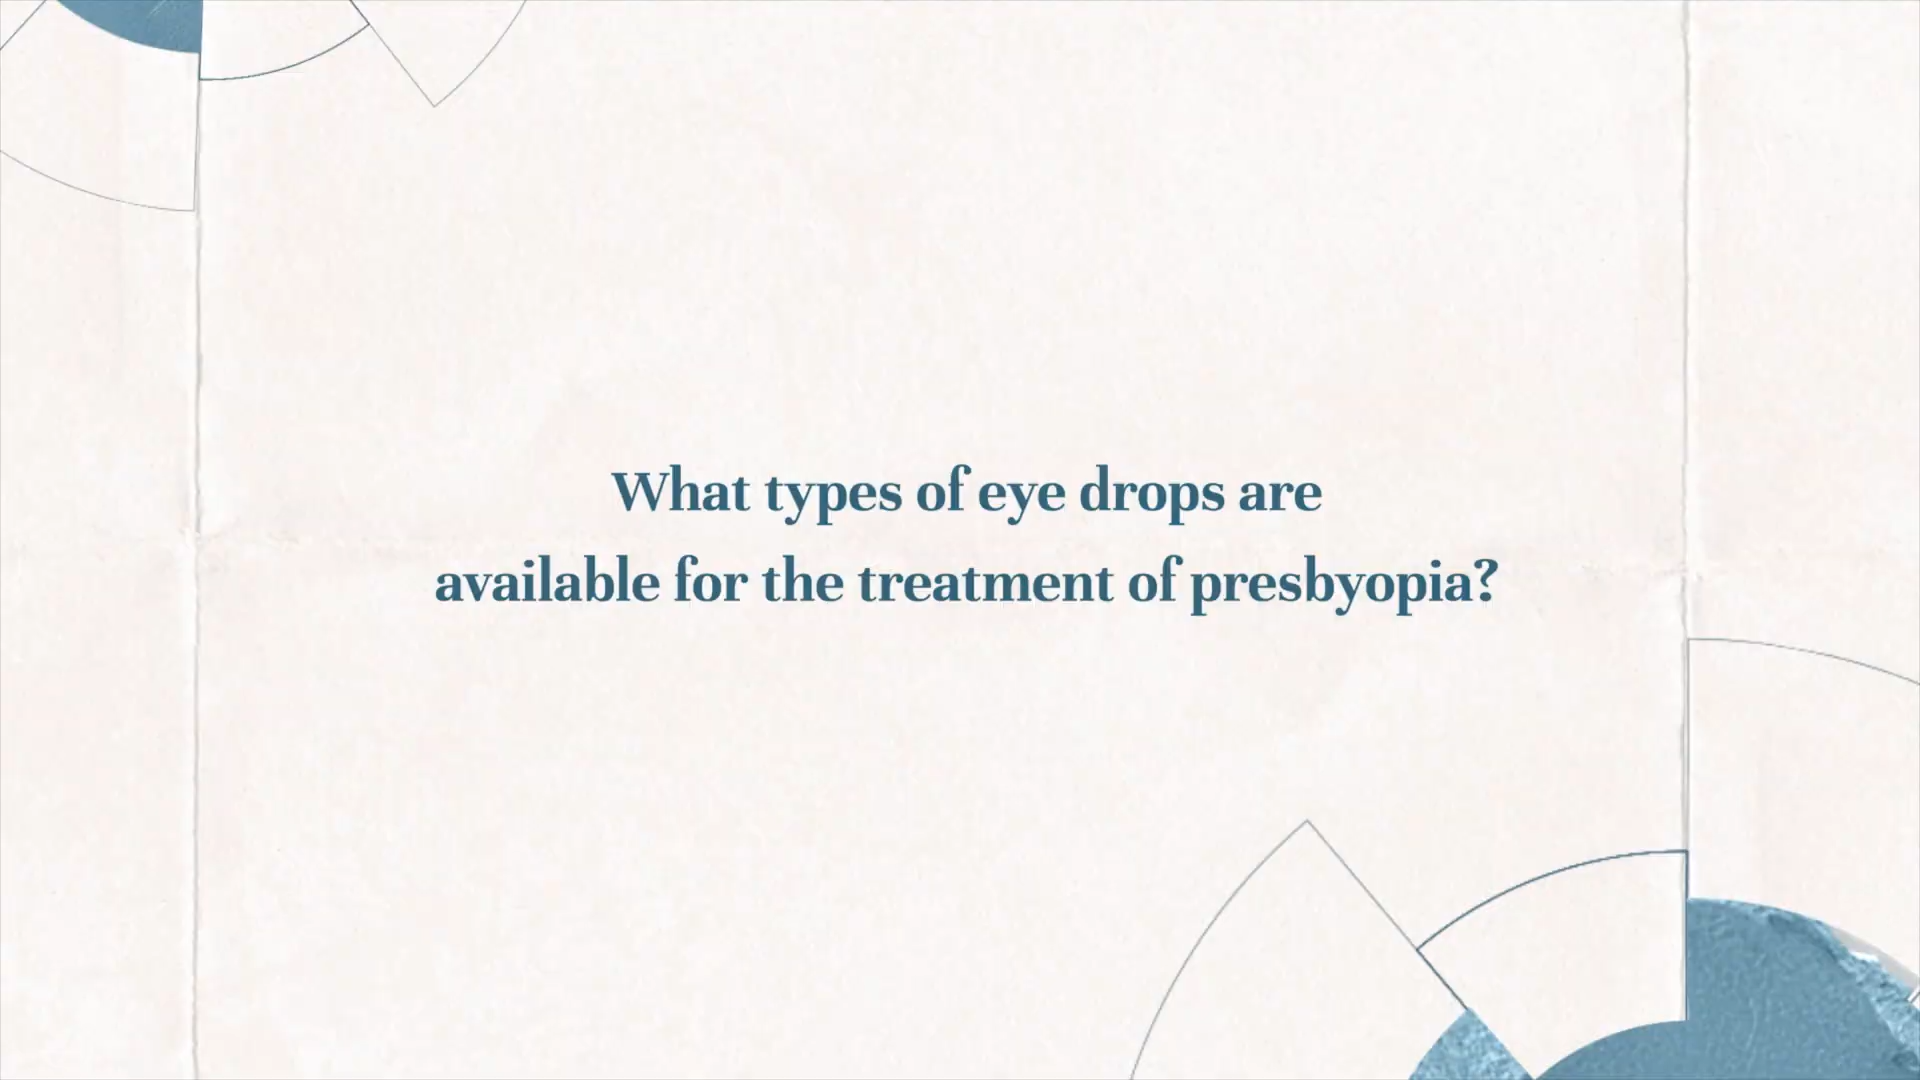 What types of eye drops are
available for the treatment of presbyopia?